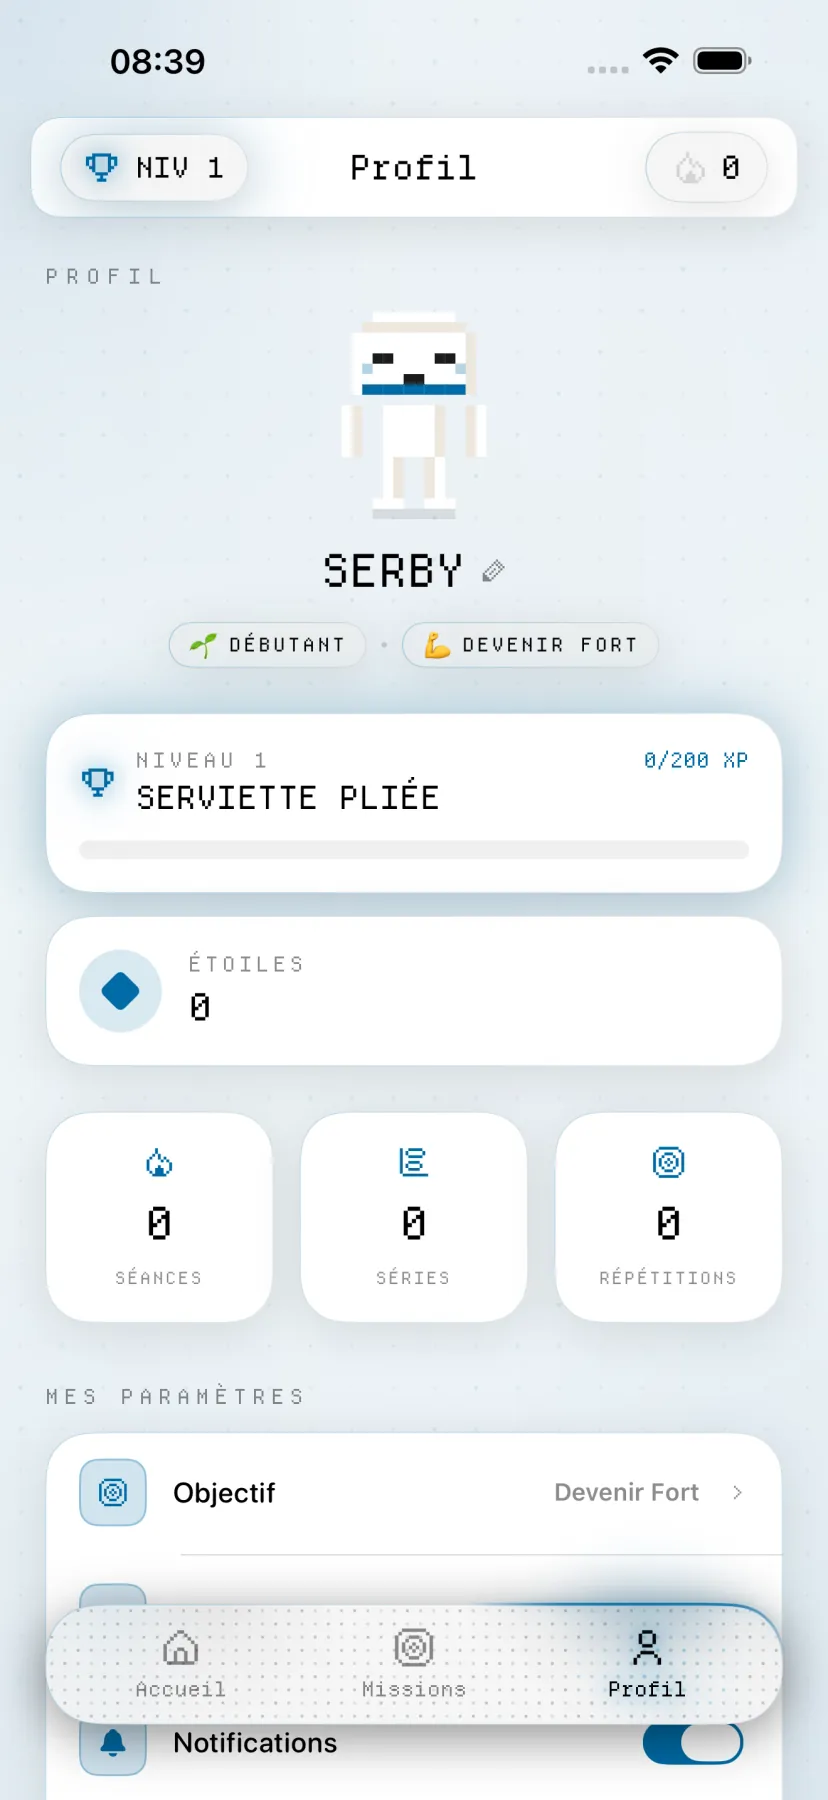 08:39
NIV 1
Profil
0
PROFIL
SERBY
DÉBUTANT
DEVENIR FORT
NIVEAU 1
0/200 XP
SERVIETTE PLIÉE
ÉTOILES
0
0
0
0
SÉANCES
SÉRIES
RÉPÉTITIONS
MES PARAMÈTRES
Objectif
Devenir Fort
Accueil
Missions
Profil
Notifications